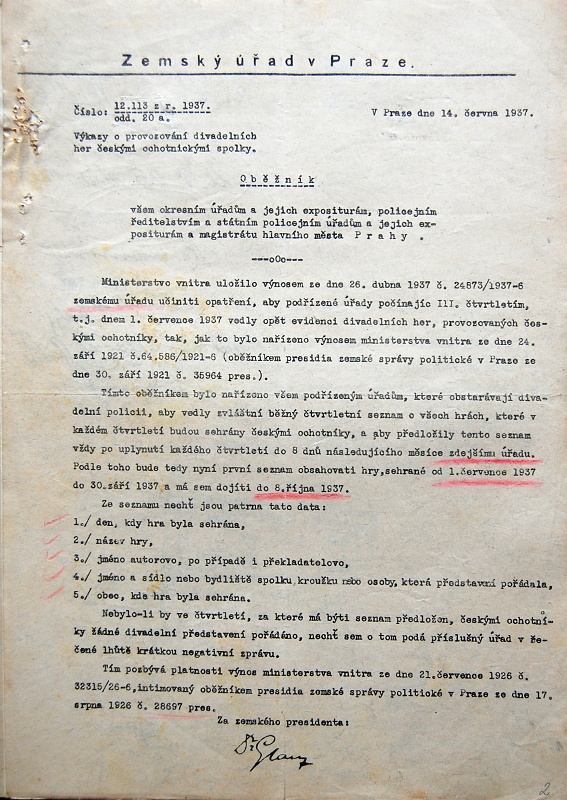 Zemský úřad v Praze.
Číslo: 12.113 z r. 1937.
odd. 20 a.
V Praze dne 14. června 1937.
Výkazy o provozování divadelních
her českými ochotnickými spolky.
Oběžník
všem okresním úřadům a jejich expositurám, policejním
ředitelstvím a státním policejním úřadům a jejich ex-
positurám a magistrátu hlavního města Prahy.
----o0o----
Ministerstvo vnitra uložilo výnosem ze dne 26. dubna 1937 č. 24873/1937-6
zemskému úřadu učiniti opatření, aby podřízené úřady počínajíc III. čtvrtletím,
t.j. dnem 1. července 1937 vedly opět evidenci divadelních her, provozovaných čes-
kými ochotníky, tak, jak to bylo nařízeno výnosem ministerstva vnitra ze dne 24.
září 1921 č.64,586/1921-6 (oběžníkem presidia zemské správy politické v Praze ze
dne 30. září 1921 č. 35964 pres.).
Tímto oběžníkem bylo nařízeno všem podřízeným úřadům, které obstarávají diva-
delní policii, aby vedly zvláštní běžný čtvrtletní seznam o všech hrách, které v
každém čtvrtletí budou sehrány českými ochotníky, a aby předložily tento seznam
vždy po uplynutí každého čtvrtletí do 8 dnů následujícího měsíce zdejšímu úřadu.
Podle toho bude tedy nyní první seznam obsahovati hry,sehrané od 1.července 1937
do 30.září 1937 a má sem dojíti do 8.října 1937.
Ze seznamu nechť jsou patrna tato data:
1./ den, kdy hra byla sehrána,
2./ název hry,
3./ jméno autorovo, po případě i překladatelovo,
4./ jméno a sídlo nebo bydliště spolku, kroužku nebo osoby, která představení pořádala,
5./ obec, kde hra byla sehrána.
Nebylo-li by ve čtvrtletí, za které má býti seznam předložen, českými ochotní-
ky žádné divadelní představení pořádáno, nechť sem o tom podá příslušný úřad v ře-
čené lhůtě krátkou negativní zprávu.
Tím pozbývá platnosti výnos ministerstva vnitra ze dne 21.července 1926 č.
32315/26-6,intimovaný oběžníkem presidia zemské správy politické v Praze ze dne 17.
srpna 1926 č. 28697 pres.
Za zemského presidenta:
Dr.
2